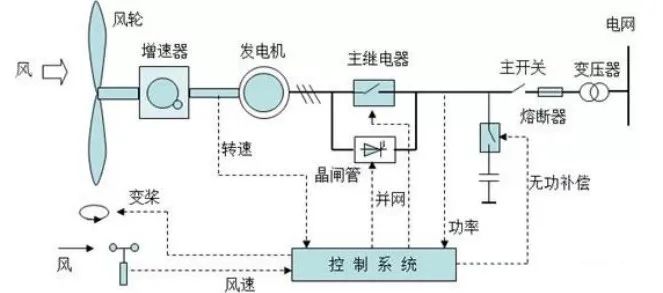 风轮
电网
增速器
发电机
主继电器
主开关
变压器
风
熔断器
转速
晶闸管
无功补偿
并网
变桨
功率
风
控制系统
风速